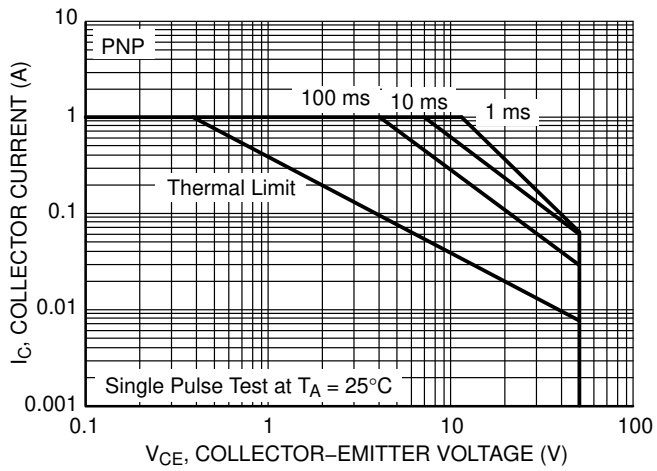 10
PNP
100 ms
10 ms
1 ms
1
Thermal Limit
0.1
0.01
Single Pulse Test at TA = 25°C
0.001
0.1
1
10
100
IC, COLLECTOR CURRENT (A)
VCE, COLLECTOR−EMITTER VOLTAGE (V)